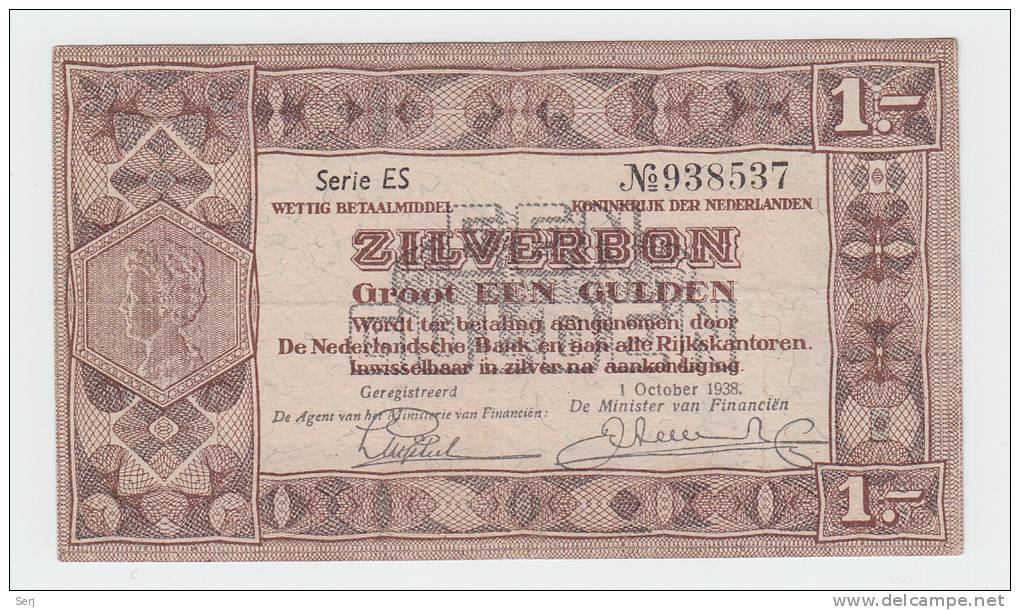 1.-
Serie ES
№938537
WETTIG BETAALMIDDEL
KONINKRIJK DER NEDERLANDEN
EEN
GULDEN
ZILVERBON
Groot EEN GULDEN
Wordt ter betaling aangenomen door
De Nederlandsche Bank en aan alle Rijkskantoren.
Inwisselbaar in zilver na aankondiging.
Geregistreerd
1 October 1938.
De Agent van het Ministerie van Financiën:
De Minister van Financiën
1.-
Serj
www.delcampe.net